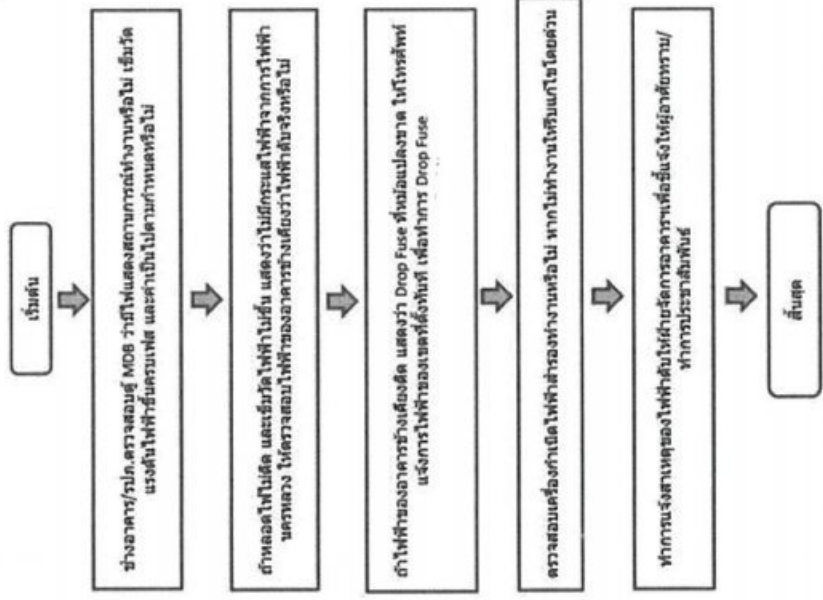 เริ่มต้น
ช่างอาคาร/รปภ.ตรวจสอบตู้ MDB ว่ามีไฟแสดงสถานการณ์ทำงานหรือไม่ เข็มวัด
แรงดันไฟฟ้าขึ้นครบเฟส และค่าเป็นไปตามกำหนดหรือไม่
ถ้าหลอดไฟไม่ติด และเข็มวัดไฟฟ้าไม่ขึ้น แสดงว่าไม่มีกระแสไฟฟ้าจากการไฟฟ้า
นครหลวง ให้ตรวจสอบไฟฟ้าของอาคารข้างเคียงว่าไฟฟ้าดับจริงหรือไม่
ถ้าไฟฟ้าของอาคารข้างเคียงติด แสดงว่า Drop Fuse ที่หม้อแปลงขาด ให้โทรศัพท์
แจ้งการไฟฟ้าของเขตที่ตั้งทันที เพื่อทำการ Drop Fuse
ตรวจสอบเครื่องกำเนิดไฟฟ้าสำรองทำงานหรือไม่ หากไม่ทำงานให้รีบแก้ไขโดยด่วน
ทำการแจ้งสาเหตุของไฟฟ้าดับให้ฝ่ายจัดการอาคารฯเพื่อชี้แจงให้ผู้อาศัยทราบ/
ทำการประชาสัมพันธ์
สิ้นสุด